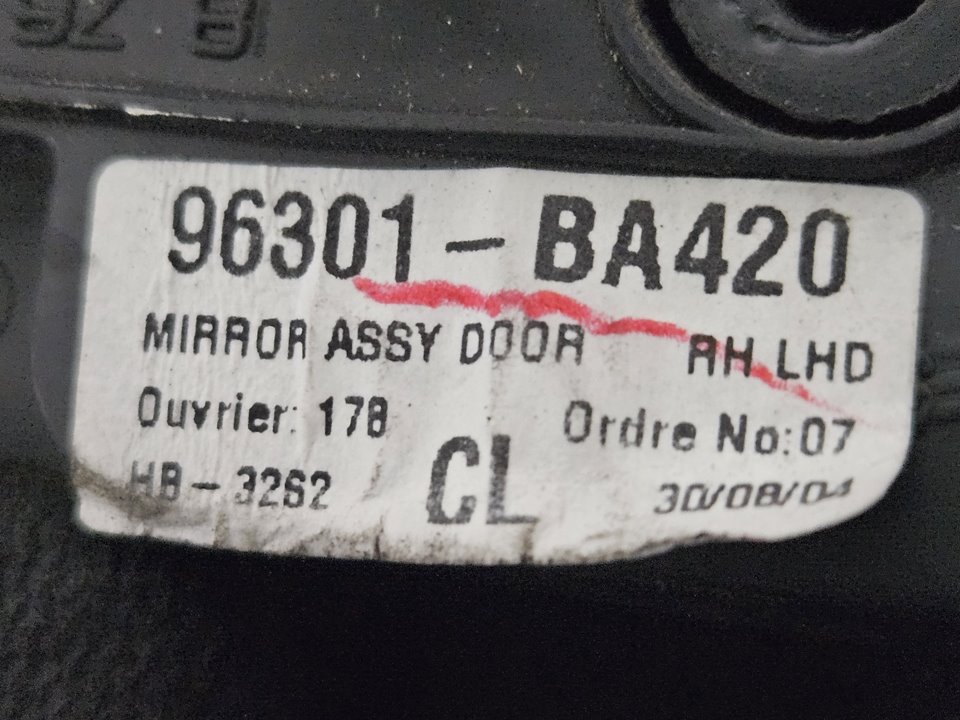 96301-BA420
MIRROR ASSY DOOR RH LHD
Ouvrier: 178 Ordre No:07
HB-3262 CL 30/08/04